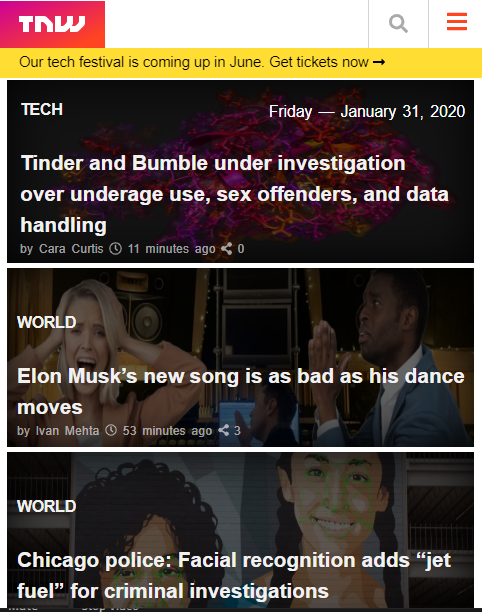 TNW
Our tech festival is coming up in June. Get tickets now →
TECH
Friday — January 31, 2020
Tinder and Bumble under investigation
over underage use, sex offenders, and data
handling
by Cara Curtis 11 minutes ago 0
WORLD
Elon Musk’s new song is as bad as his dance
moves
by Ivan Mehta 53 minutes ago 3
WORLD
Chicago police: Facial recognition adds “jet
fuel” for criminal investigations